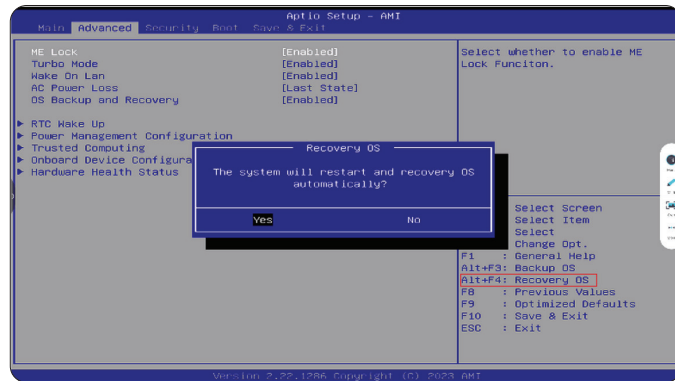 Aptio Setup - AMI
Main Advanced Security Boot Save & Exit
ME Lock [Enabled]
Turbo Mode [Enabled]
Wake On Lan [Enabled]
AC Power Loss [Last State]
OS Backup and Recovery [Enabled]
RTC Wake Up
Power Management Configuration
Trusted Computing
Onboard Device Configura
Hardware Health Status
Select whether to enable ME
Lock Funciton.
Recovery OS
The system will restart and recovery OS
automatically?
Yes No
Select Screen
Select Item
Select
Change Opt.
F1 : General Help
Alt+F3: Backup OS
Alt+F4: Recovery OS
F8 : Previous Values
F9 : Optimized Defaults
F10 : Save & Exit
ESC : Exit
Version 2.22.1286 Copyright (C) 2023 AMI